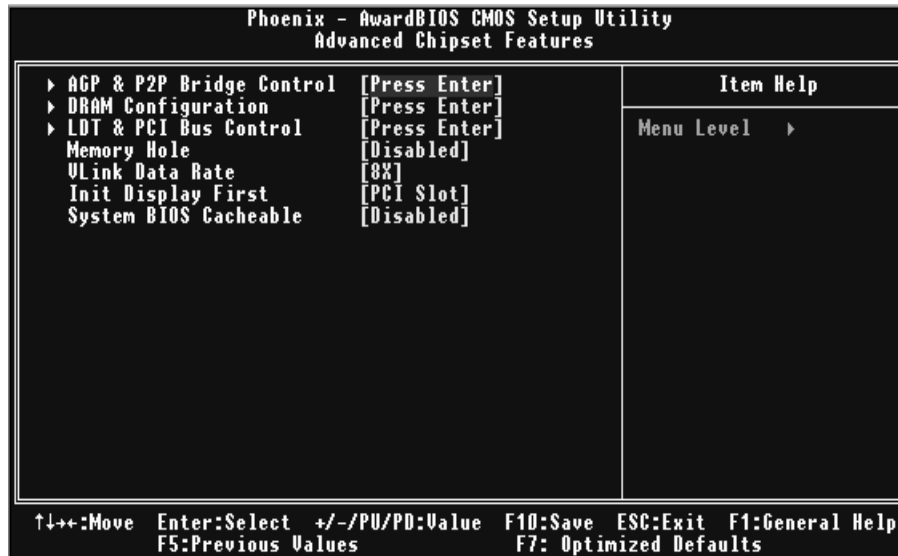 Phoenix - AwardBIOS CMOS Setup Utility
Advanced Chipset Features
▸ AGP & P2P Bridge Control [Press Enter]
▸ DRAM Configuration [Press Enter]
▸ LDT & PCI Bus Control [Press Enter]
Memory Hole [Disabled]
VLink Data Rate [8X]
Init Display First [PCI Slot]
System BIOS Cacheable [Disabled]
Item Help
Menu Level ▸
↑↓→←:Move Enter:Select +/-/PU/PD:Value F10:Save ESC:Exit F1:General Help
F5:Previous Values F7: Optimized Defaults